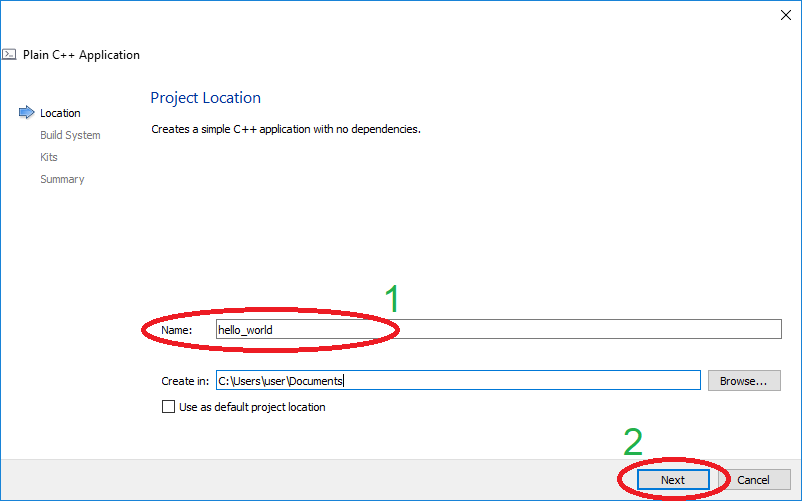 Plain C++ Application
Location
Build System
Kits
Summary
Project Location
Creates a simple C++ application with no dependencies.
1
Name: hello_world
Create in: C:\Users\user\Documents Browse...
Use as default project location
2
Next Cancel